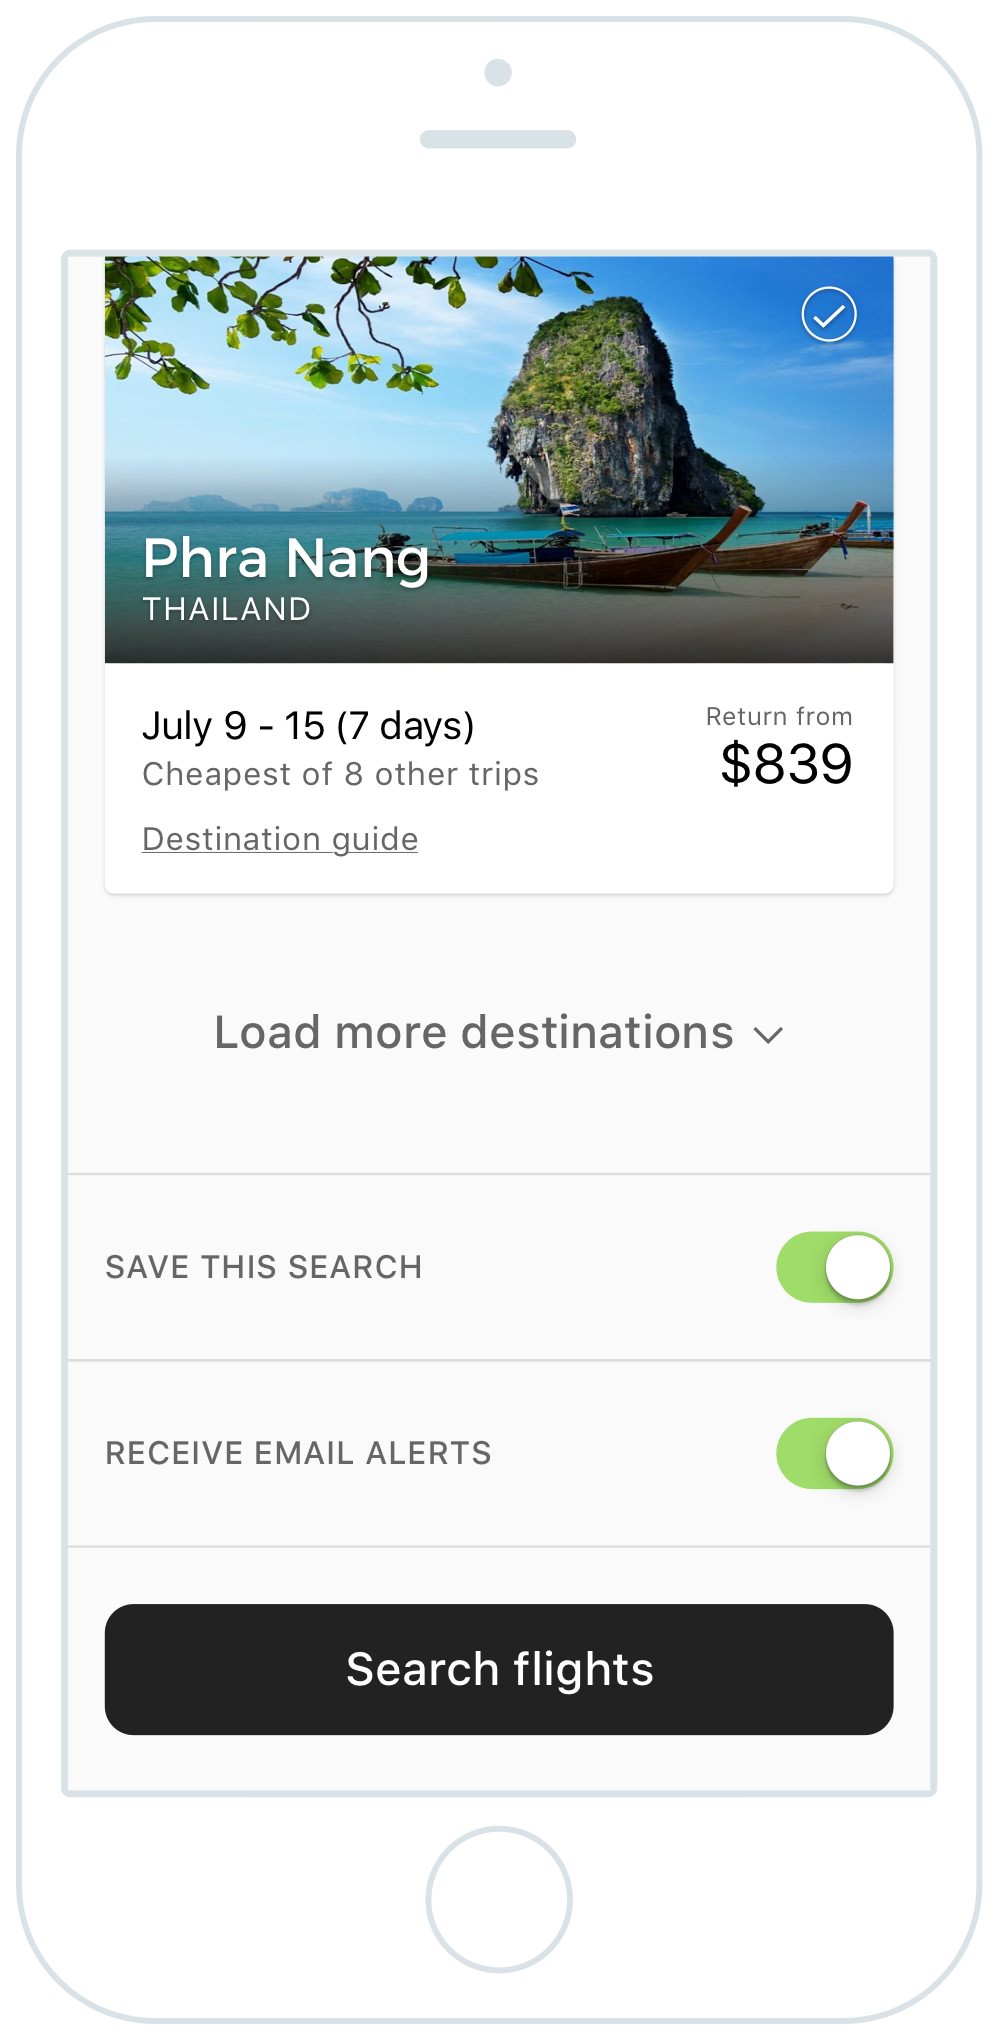 Phra Nang
THAILAND
July 9 - 15 (7 days)
Return from
Cheapest of 8 other trips
$839
Destination guide
Load more destinations
SAVE THIS SEARCH
RECEIVE EMAIL ALERTS
Search flights